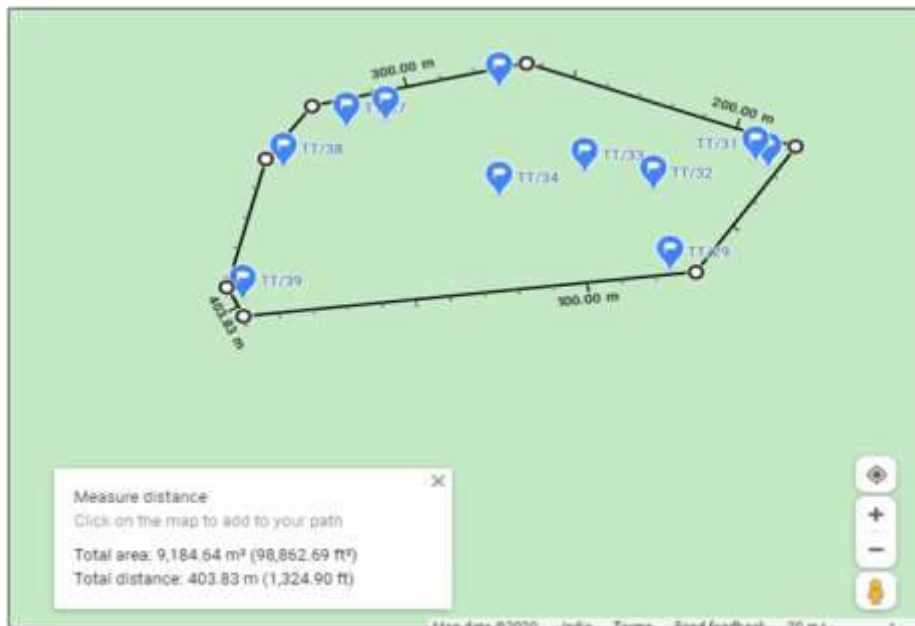 300.00 m
200.00 m
TT/31
TT/38
TT/33
TT/34
TT/32
TT/29
TT/39
100.00 m
403.83 m
Measure distance
Click on the map to add to your path
Total area: 9,184.64 m² (98,862.69 ft²)
Total distance: 403.83 m (1,324.90 ft)